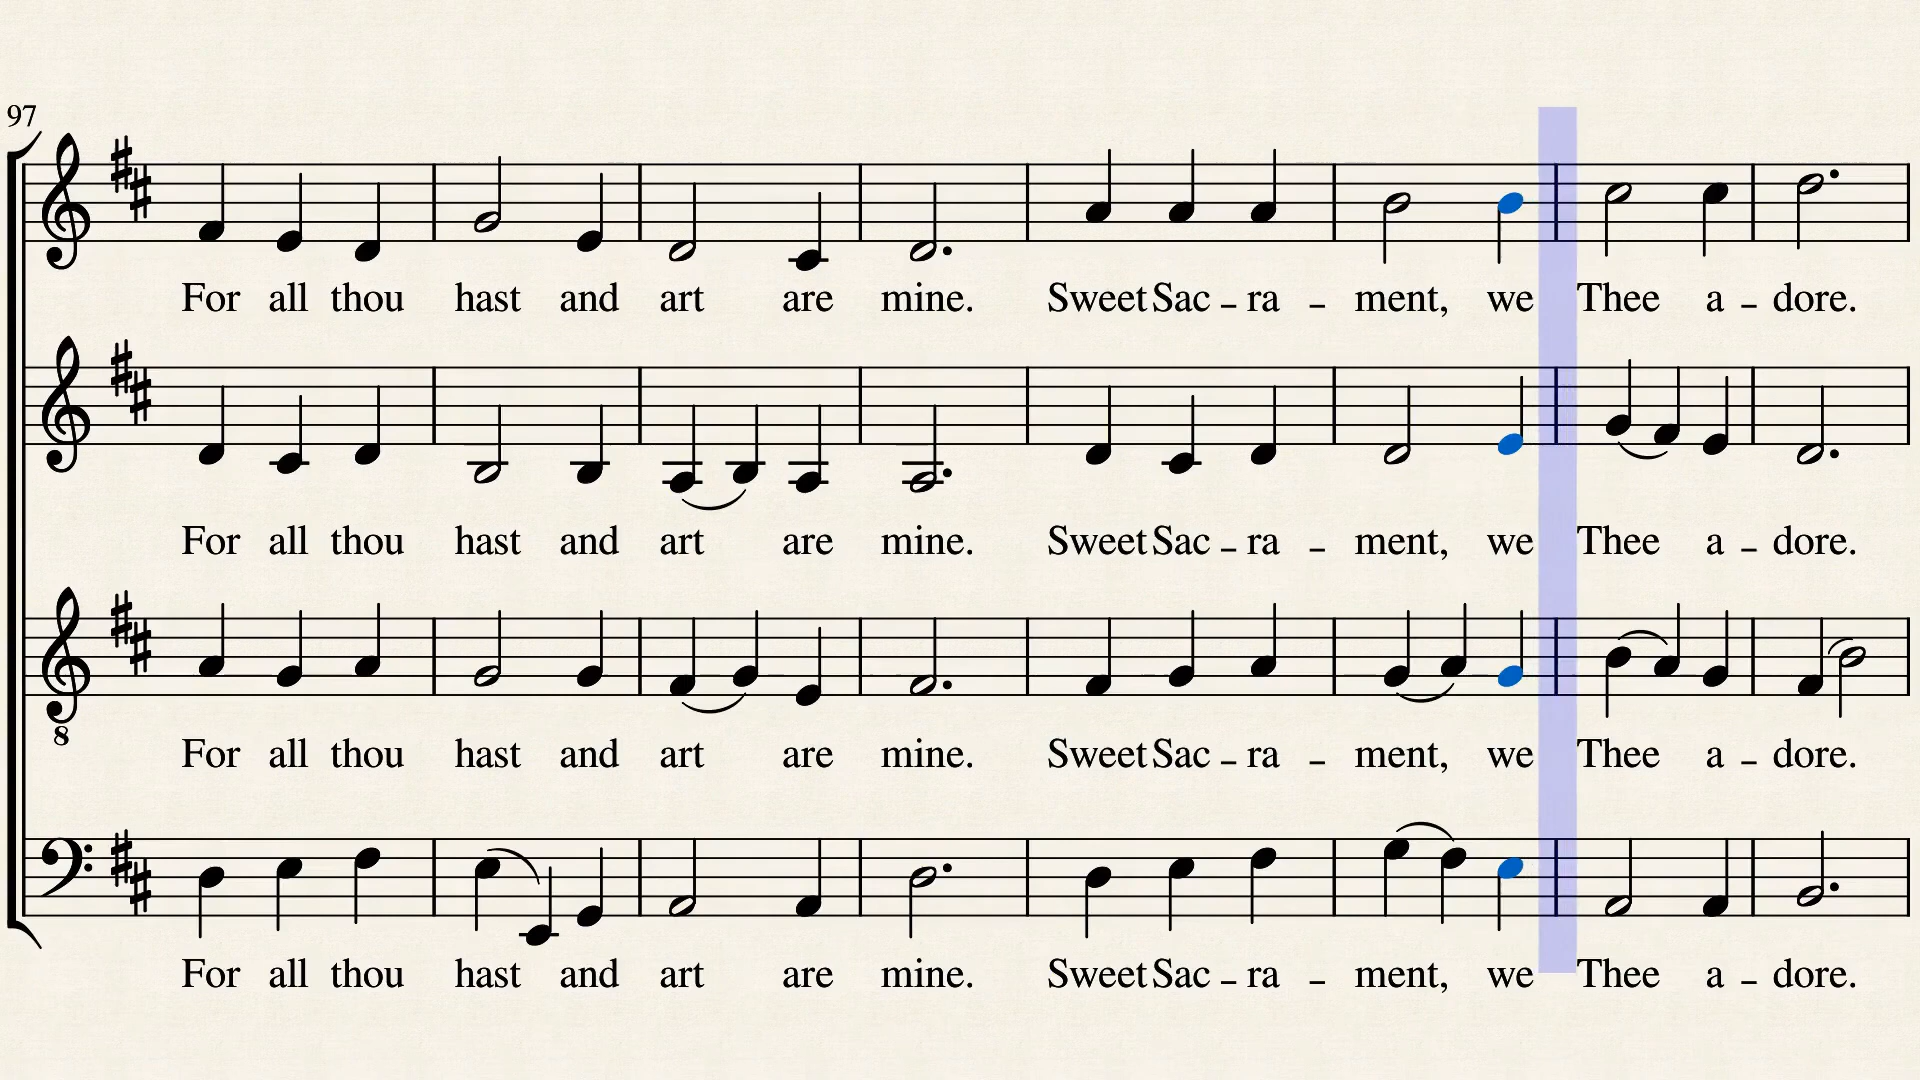 97
For all thou hast and art are mine. Sweet Sac - ra - ment, we Thee a - dore.
For all thou hast and art are mine. Sweet Sac - ra - ment, we Thee a - dore.
8
For all thou hast and art are mine. Sweet Sac - ra - ment, we Thee a - dore.
For all thou hast and art are mine. Sweet Sac - ra - ment, we Thee a - dore.